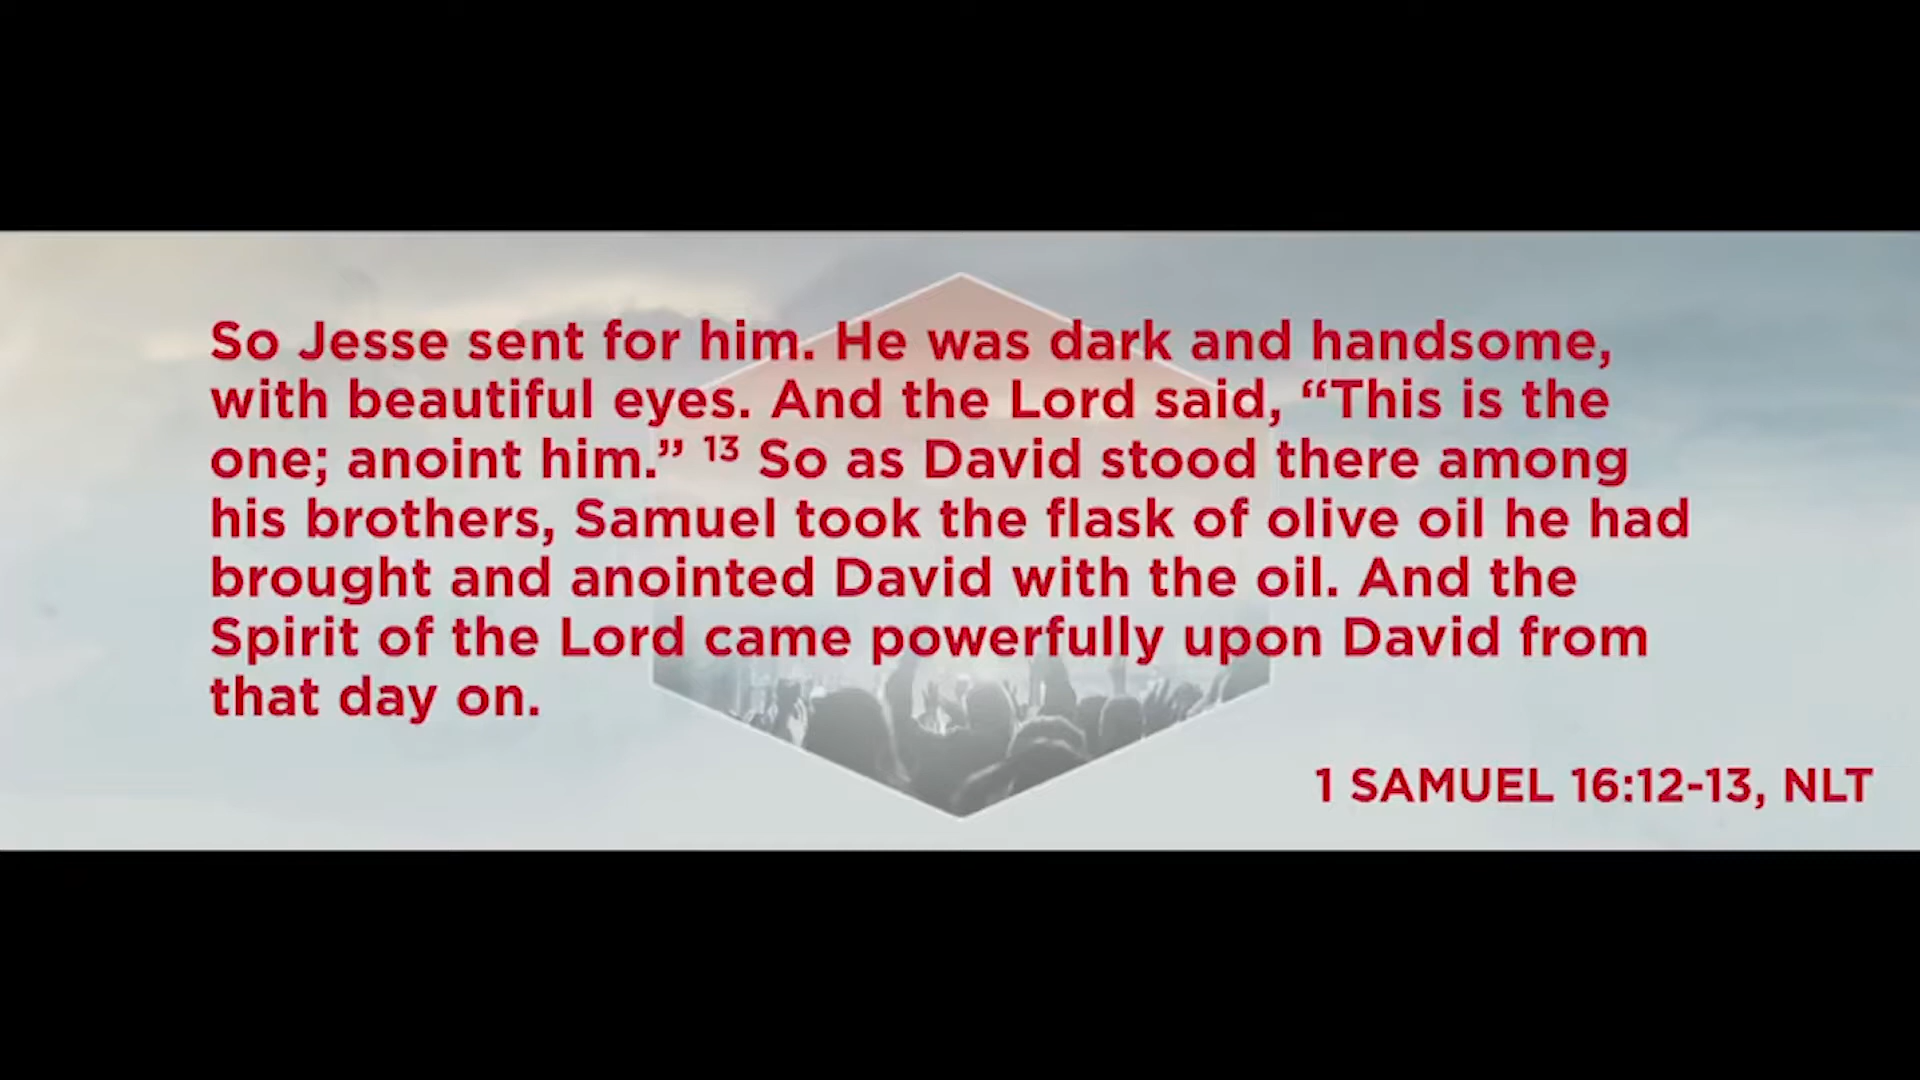 So Jesse sent for him. He was dark and handsome,
with beautiful eyes. And the Lord said, “This is the
one; anoint him.” ¹³ So as David stood there among
his brothers, Samuel took the flask of olive oil he had
brought and anointed David with the oil. And the
Spirit of the Lord came powerfully upon David from
that day on.
1 SAMUEL 16:12-13, NLT